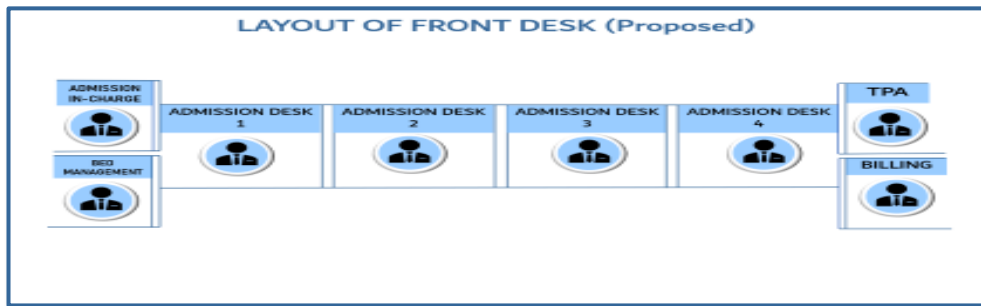 LAYOUT OF FRONT DESK (Proposed)
ADMISSION
IN-CHARGE
BED
MANAGEMENT
ADMISSION DESK
1
ADMISSION DESK
2
ADMISSION DESK
3
ADMISSION DESK
4
TPA
BILLING